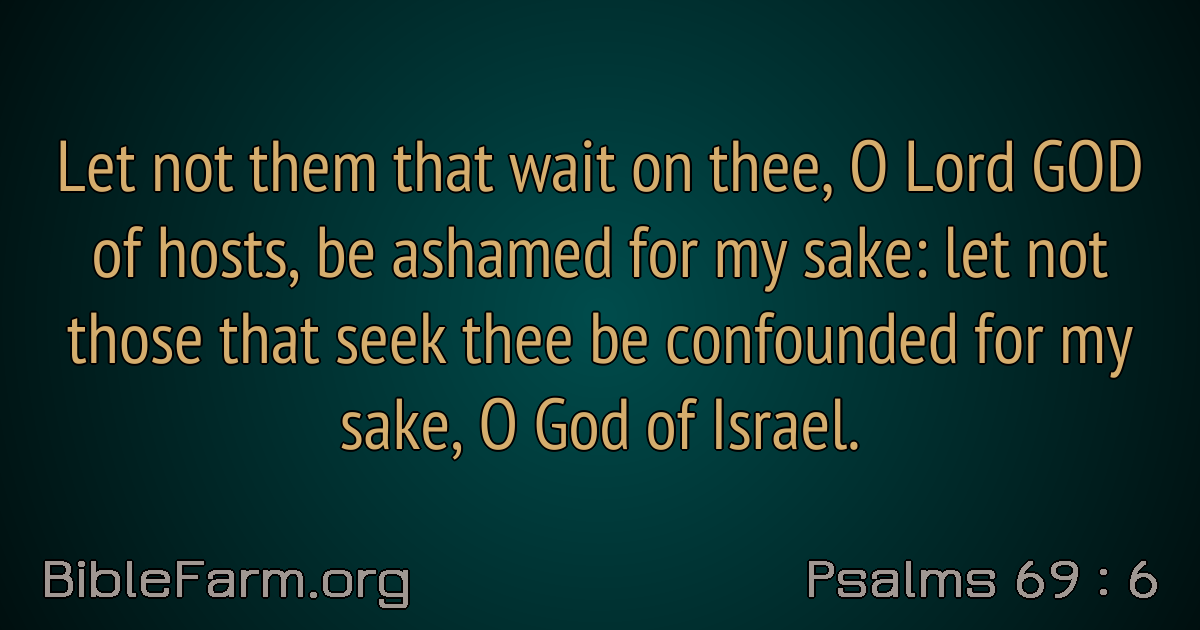 Let not them that wait on thee, O Lord GOD
of hosts, be ashamed for my sake: let not
those that seek thee be confounded for my
sake, O God of Israel.
BibleFarm.org
Psalms 69 : 6